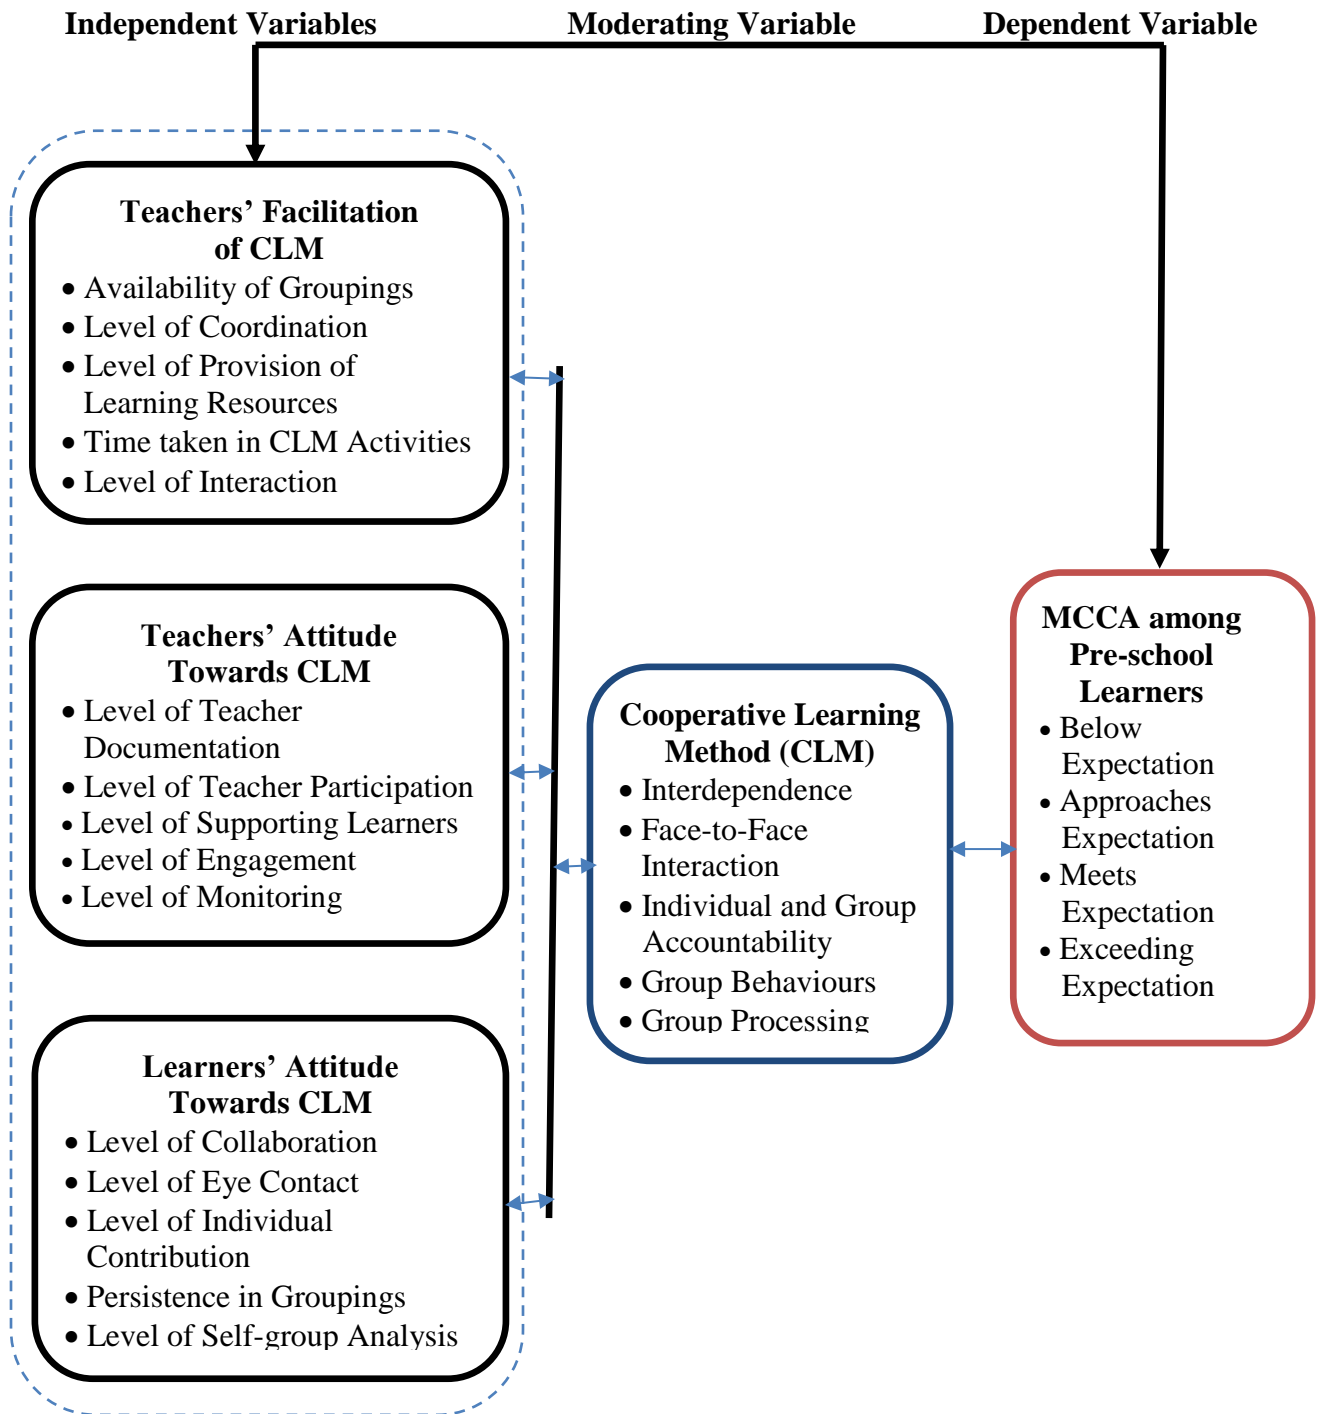 Independent Variables
Moderating Variable
Dependent Variable
Teachers’ Facilitation
of CLM
• Availability of Groupings
• Level of Coordination
• Level of Provision of
Learning Resources
• Time taken in CLM Activities
• Level of Interaction
Teachers’ Attitude
Towards CLM
• Level of Teacher
Documentation
• Level of Teacher Participation
• Level of Supporting Learners
• Level of Engagement
• Level of Monitoring
Learners’ Attitude
Towards CLM
• Level of Collaboration
• Level of Eye Contact
• Level of Individual
Contribution
• Persistence in Groupings
• Level of Self-group Analysis
Cooperative Learning
Method (CLM)
• Interdependence
• Face-to-Face
Interaction
• Individual and Group
Accountability
• Group Behaviours
• Group Processing
MCCA among
Pre-school
Learners
• Below
Expectation
• Approaches
Expectation
• Meets
Expectation
• Exceeding
Expectation